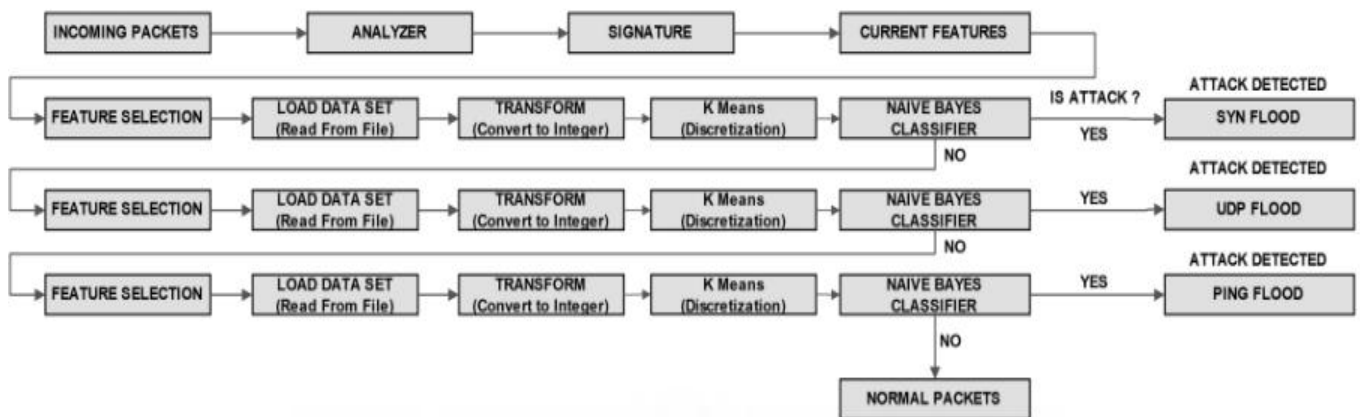 INCOMING PACKETS
ANALYZER
SIGNATURE
CURRENT FEATURES
FEATURE SELECTION
LOAD DATA SET
(Read From File)
TRANSFORM
(Convert to Integer)
K Means
(Discretization)
NAIVE BAYES
CLASSIFIER
IS ATTACK ?
YES
ATTACK DETECTED
SYN FLOOD
NO
FEATURE SELECTION
LOAD DATA SET
(Read From File)
TRANSFORM
(Convert to Integer)
K Means
(Discretization)
NAIVE BAYES
CLASSIFIER
YES
ATTACK DETECTED
UDP FLOOD
NO
FEATURE SELECTION
LOAD DATA SET
(Read From File)
TRANSFORM
(Convert to Integer)
K Means
(Discretization)
NAIVE BAYES
CLASSIFIER
YES
ATTACK DETECTED
PING FLOOD
NO
NORMAL PACKETS